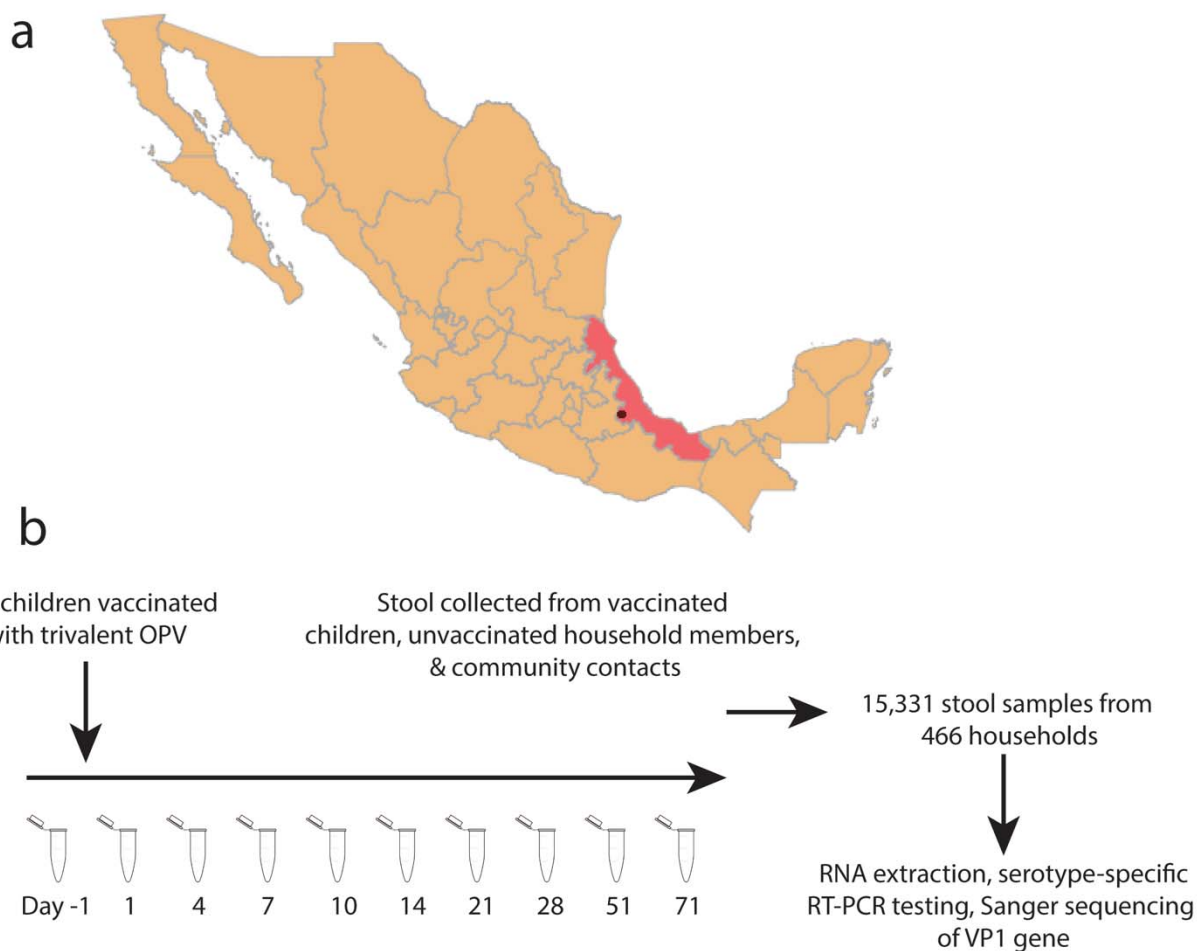 a
b
children vaccinated
with trivalent OPV
Stool collected from vaccinated
children, unvaccinated household members,
& community contacts
15,331 stool samples from
466 households
Day -1 1 4 7 10 14 21 28 51 71
RNA extraction, serotype-specific
RT-PCR testing, Sanger sequencing
of VP1 gene